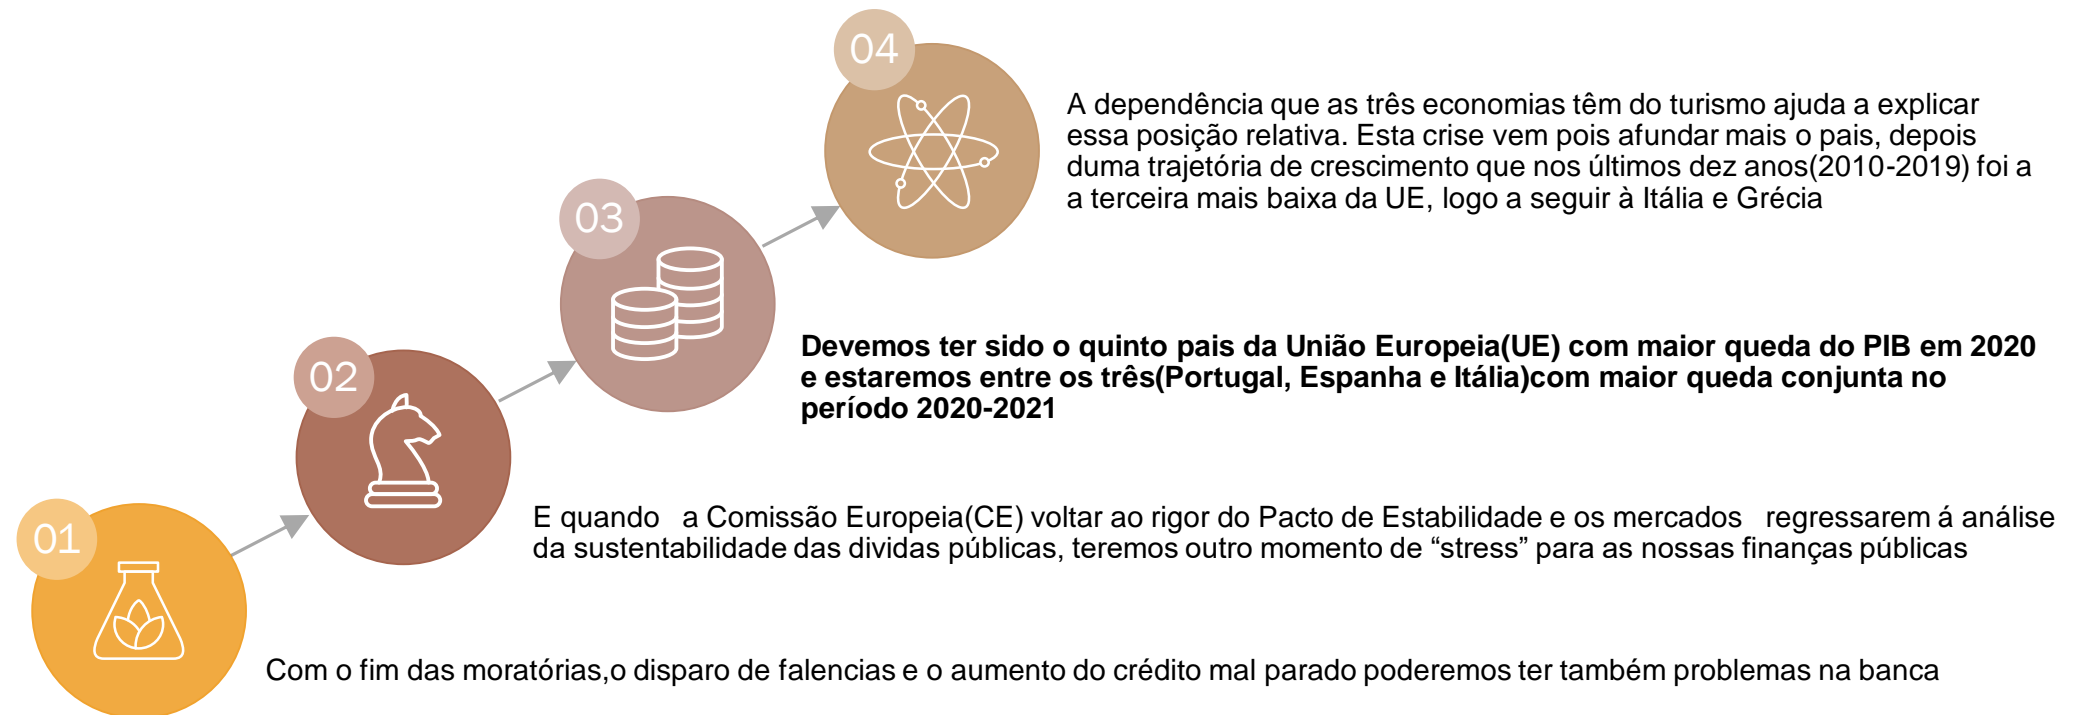 04
A dependência que as três economias têm do turismo ajuda a explicar
essa posição relativa. Esta crise vem pois afundar mais o pais, depois
duma trajetória de crescimento que nos últimos dez anos(2010-2019) foi a
a terceira mais baixa da UE, logo a seguir à Itália e Grécia
03
Devemos ter sido o quinto pais da União Europeia(UE) com maior queda do PIB em 2020
e estaremos entre os três(Portugal, Espanha e Itália)com maior queda conjunta no
período 2020-2021
02
E quando   a Comissão Europeia(CE) voltar ao rigor do Pacto de Estabilidade e os mercados   regressarem á análise
da sustentabilidade das dividas públicas, teremos outro momento de “stress” para as nossas finanças públicas
01
Com o fim das moratórias,o disparo de falencias e o aumento do crédito mal parado poderemos ter também problemas na banca